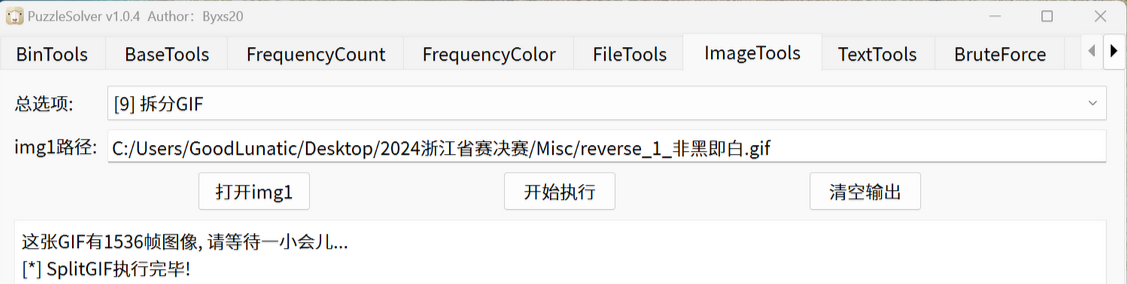 PuzzleSolver v1.0.4 Author：Byxs20
BinTools BaseTools FrequencyCount FrequencyColor FileTools ImageTools TextTools BruteForce
总选项: [9] 拆分GIF
img1路径: C:/Users/GoodLunatic/Desktop/2024浙江省赛决赛/Misc/reverse_1_非黑即白.gif
打开img1 开始执行 清空输出
这张GIF有1536帧图像, 请等待一小会儿...
[*] SplitGIF执行完毕!